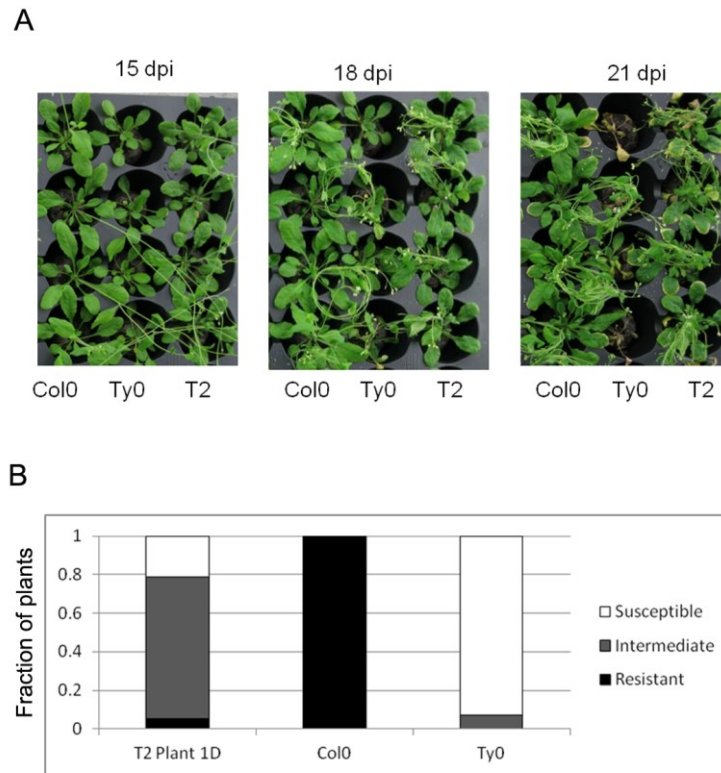 A
15 dpi
18 dpi
21 dpi
Col0 Ty0 T2
Col0 Ty0 T2
Col0 Ty0 T2
B
Fraction of plants
1
0.8
0.6
0.4
0.2
0
T2 Plant 1D
Col0
Ty0
Susceptible
Intermediate
Resistant